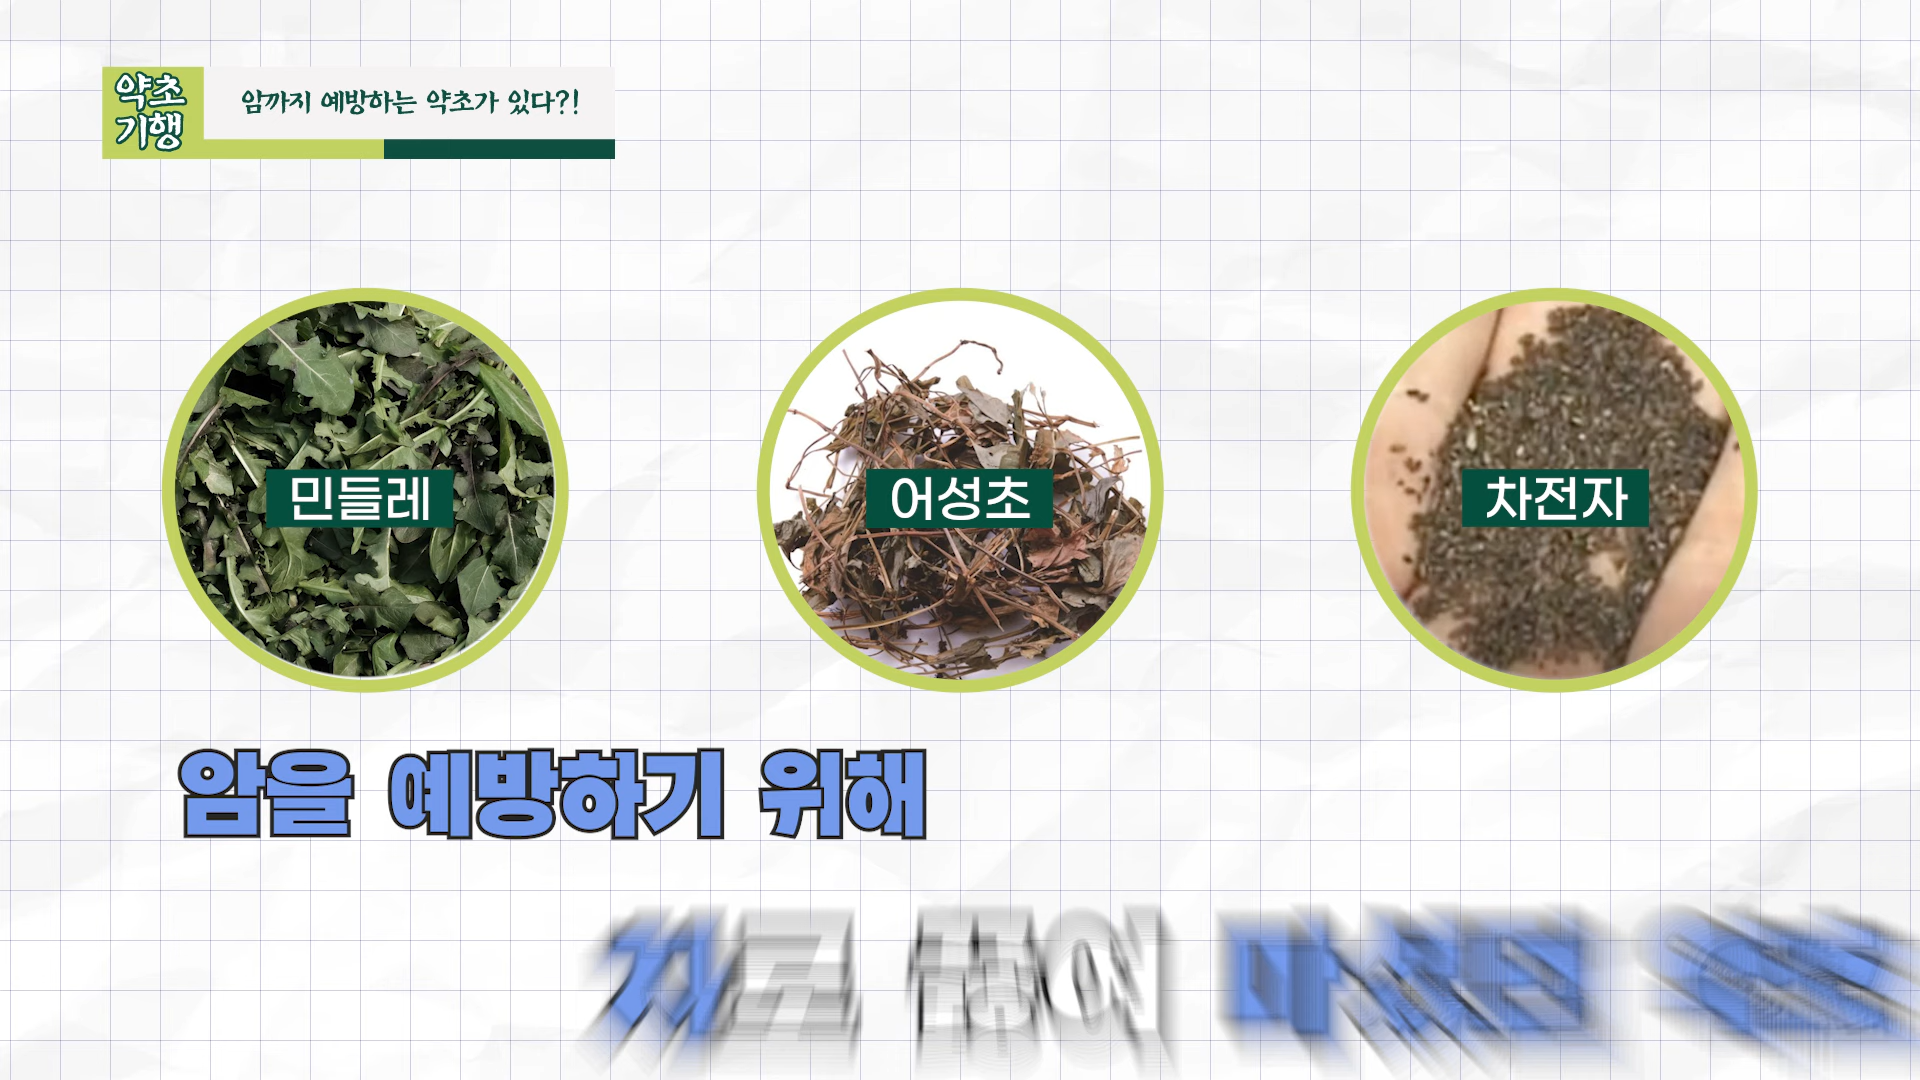 약초
기행
암까지 예방하는 약초가 있다?!
민들레
어성초
차전자
암을 예방하기 위해